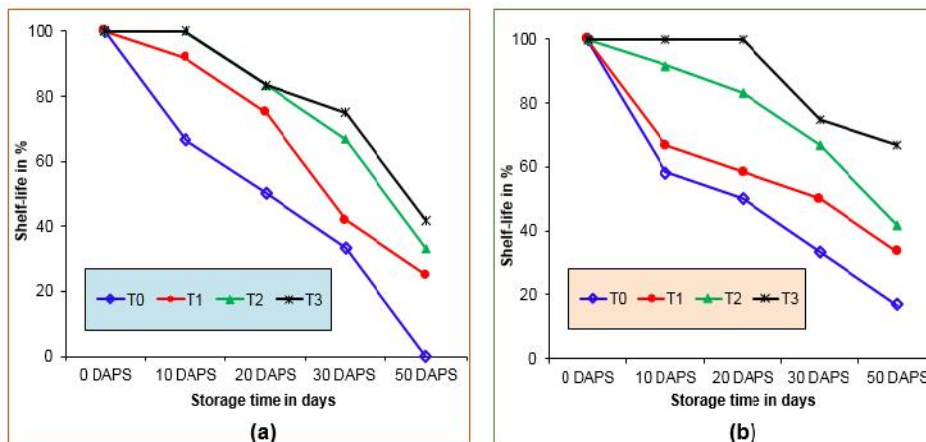 100
80
60
40
20
0
Shelf-life in %
T0 T1 T2 T3
0 DAPS 10 DAPS 20 DAPS 30 DAPS 50 DAPS
Storage time in days
(a)
100
80
60
40
20
0
Shelf-life in %
T0 T1 T2 T3
0 DAPS 10 DAPS 20 DAPS 30 DAPS 50 DAPS
Storage time in days
(b)